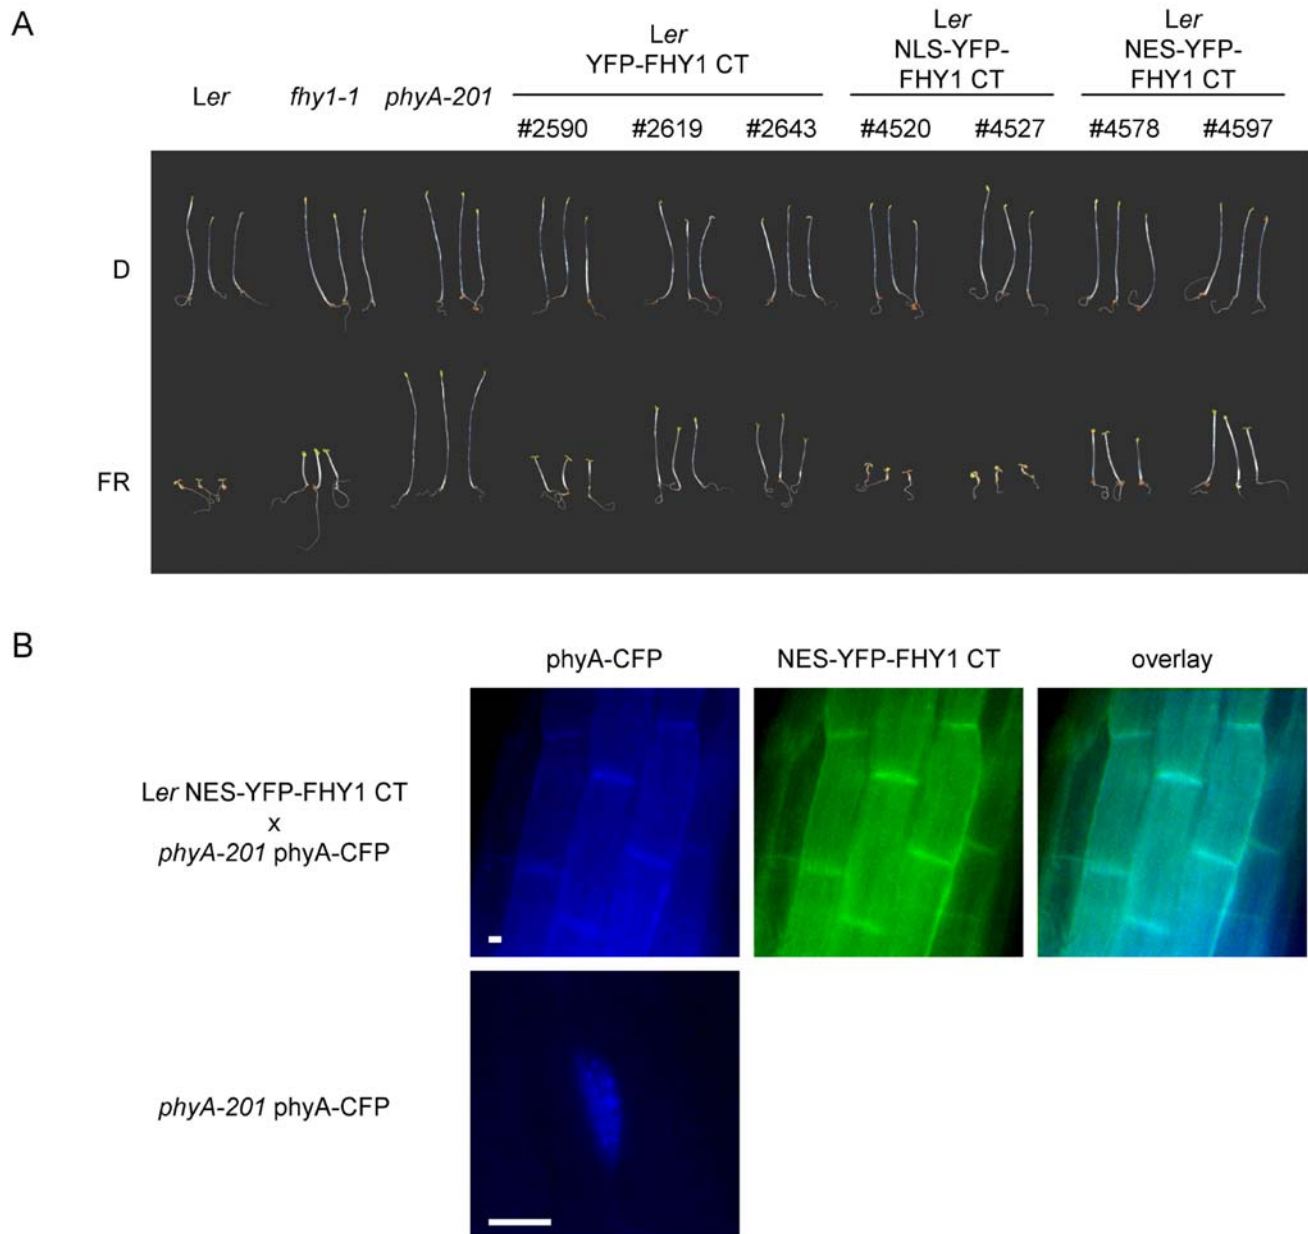 A
Ler
fhy1-1
phyA-201
Ler
YFP-FHY1 CT
Ler
NLS-YFP-
FHY1 CT
Ler
NES-YFP-
FHY1 CT
#2590
#2619
#2643
#4520
#4527
#4578
#4597
D
FR
B
phyA-CFP
NES-YFP-FHY1 CT
overlay
Ler NES-YFP-FHY1 CT
x
phyA-201 phyA-CFP
phyA-201 phyA-CFP